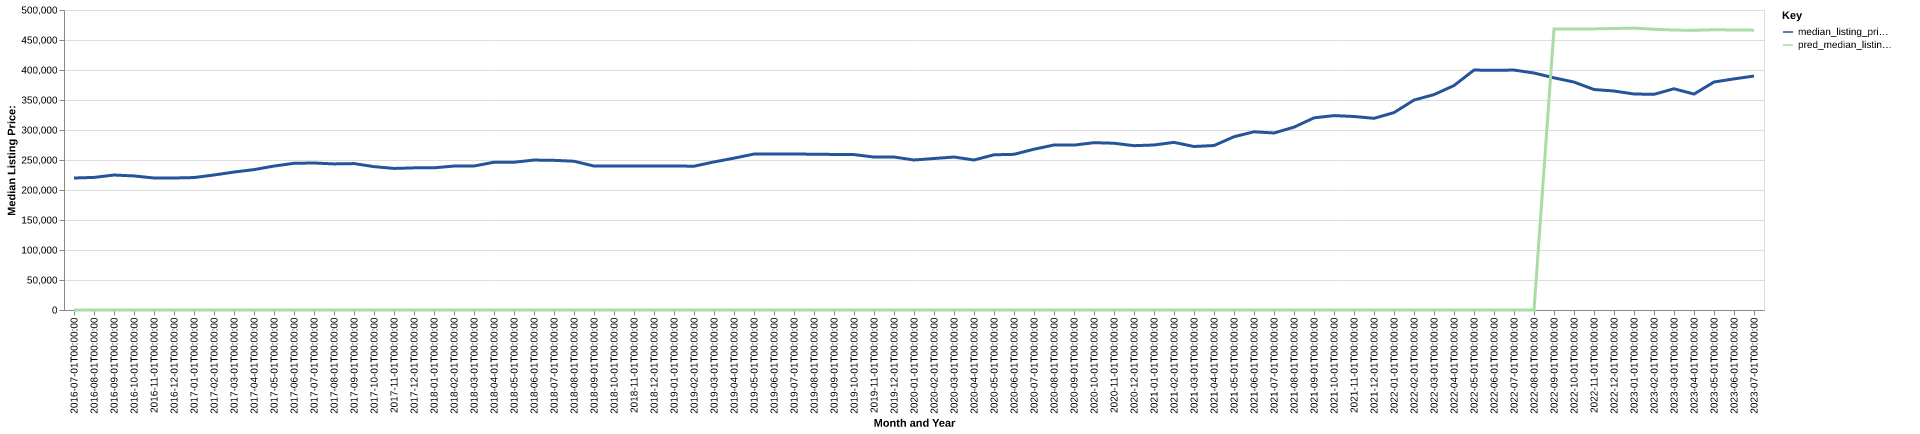 500,000
450,000
400,000
350,000
300,000
250,000
200,000
150,000
100,000
50,000
0
Median Listing Price:
2016-07-01T00:00:00
2016-08-01T00:00:00
2016-09-01T00:00:00
2016-10-01T00:00:00
2016-11-01T00:00:00
2016-12-01T00:00:00
2017-01-01T00:00:00
2017-02-01T00:00:00
2017-03-01T00:00:00
2017-04-01T00:00:00
2017-05-01T00:00:00
2017-06-01T00:00:00
2017-07-01T00:00:00
2017-08-01T00:00:00
2017-09-01T00:00:00
2017-10-01T00:00:00
2017-11-01T00:00:00
2017-12-01T00:00:00
2018-01-01T00:00:00
2018-02-01T00:00:00
2018-03-01T00:00:00
2018-04-01T00:00:00
2018-05-01T00:00:00
2018-06-01T00:00:00
2018-07-01T00:00:00
2018-08-01T00:00:00
2018-09-01T00:00:00
2018-10-01T00:00:00
2018-11-01T00:00:00
2018-12-01T00:00:00
2019-01-01T00:00:00
2019-02-01T00:00:00
2019-03-01T00:00:00
2019-04-01T00:00:00
2019-05-01T00:00:00
2019-06-01T00:00:00
2019-07-01T00:00:00
2019-08-01T00:00:00
2019-09-01T00:00:00
2019-10-01T00:00:00
2019-11-01T00:00:00
2019-12-01T00:00:00
2020-01-01T00:00:00
2020-02-01T00:00:00
2020-03-01T00:00:00
2020-04-01T00:00:00
2020-05-01T00:00:00
2020-06-01T00:00:00
2020-07-01T00:00:00
2020-08-01T00:00:00
2020-09-01T00:00:00
2020-10-01T00:00:00
2020-11-01T00:00:00
2020-12-01T00:00:00
2021-01-01T00:00:00
2021-02-01T00:00:00
2021-03-01T00:00:00
2021-04-01T00:00:00
2021-05-01T00:00:00
2021-06-01T00:00:00
2021-07-01T00:00:00
2021-08-01T00:00:00
2021-09-01T00:00:00
2021-10-01T00:00:00
2021-11-01T00:00:00
2021-12-01T00:00:00
2022-01-01T00:00:00
2022-02-01T00:00:00
2022-03-01T00:00:00
2022-04-01T00:00:00
2022-05-01T00:00:00
2022-06-01T00:00:00
2022-07-01T00:00:00
2022-08-01T00:00:00
2022-09-01T00:00:00
2022-10-01T00:00:00
2022-11-01T00:00:00
2022-12-01T00:00:00
2023-01-01T00:00:00
2023-02-01T00:00:00
2023-03-01T00:00:00
2023-04-01T00:00:00
2023-05-01T00:00:00
2023-06-01T00:00:00
2023-07-01T00:00:00
Month and Year
Key
median_listing_pri…
pred_median_listin…